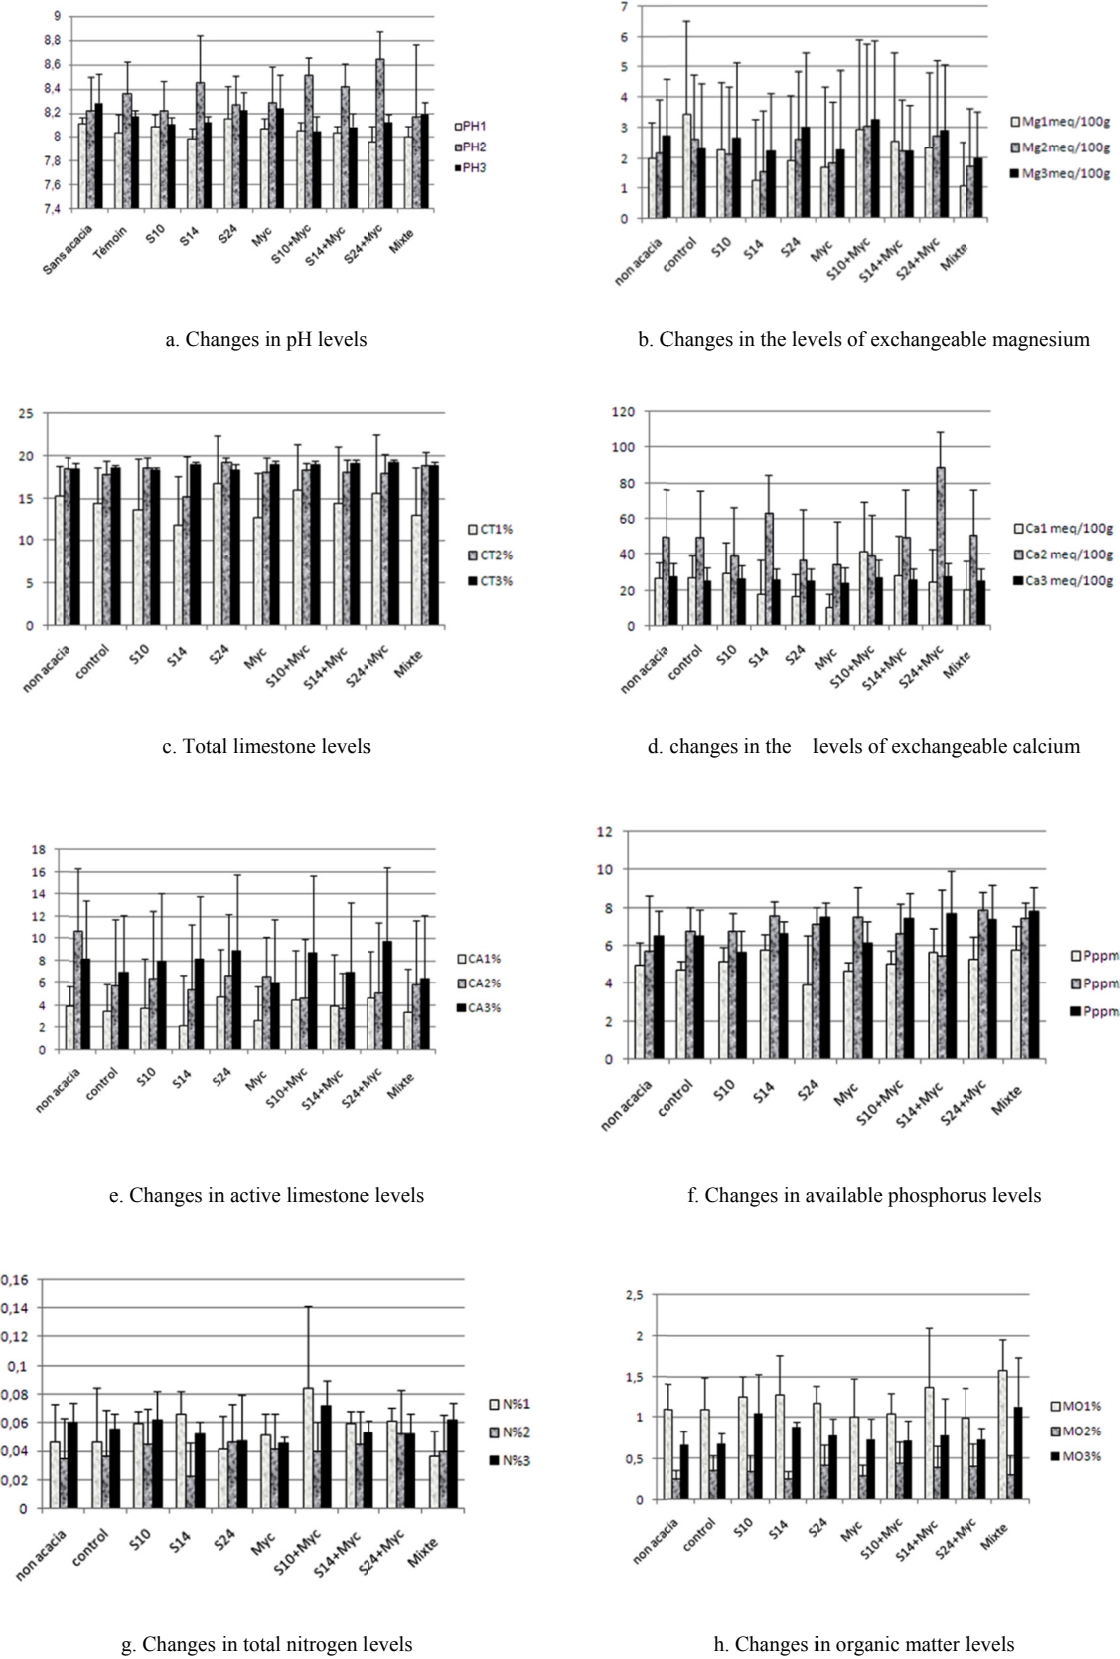 9
8,8
8,6
8,4
8,2
8
7,8
7,6
7,4
PH1
PH2
PH3
Sans acacia
Témoin
S10
S14
S24
Myc
S10+Myc
S14+Myc
S24+Myc
Mixte
a. Changes in pH levels
7
6
5
4
3
2
1
0
Mg1meq/100g
Mg2meq/100g
Mg3meq/100g
non acacia
control
S10
S14
S24
Myc
S10+Myc
S14+Myc
S24+Myc
Mixte
b. Changes in the levels of exchangeable magnesium
25
20
15
10
5
0
CT1%
CT2%
CT3%
non acacia
control
S10
S14
S24
Myc
S10+Myc
S14+Myc
S24+Myc
Mixte
c. Total limestone levels
120
100
80
60
40
20
0
Ca1 meq/100g
Ca2 meq/100g
Ca3 meq/100g
non acacia
control
S10
S14
S24
Myc
S10+Myc
S14+Myc
S24+Myc
Mixte
d. changes in the levels of exchangeable calcium
18
16
14
12
10
8
6
4
2
0
CA1%
CA2%
CA3%
non acacia
control
S10
S14
S24
Myc
S10+Myc
S14+Myc
S24+Myc
Mixte
e. Changes in active limestone levels
12
10
8
6
4
2
0
Pppm
Pppm
Pppm
non acacia
control
S10
S14
S24
Myc
S10+Myc
S14+Myc
S24+Myc
Mixte
f. Changes in available phosphorus levels
0,16
0,14
0,12
0,1
0,08
0,06
0,04
0,02
0
N%1
N%2
N%3
non acacia
control
S10
S14
S24
Myc
S10+Myc
S14+Myc
S24+Myc
Mixte
g. Changes in total nitrogen levels
2,5
2
1,5
1
0,5
0
MO1%
MO2%
MO3%
non acacia
control
S10
S14
S24
Myc
S10+Myc
S14+Myc
S24+Myc
Mixte
h. Changes in organic matter levels